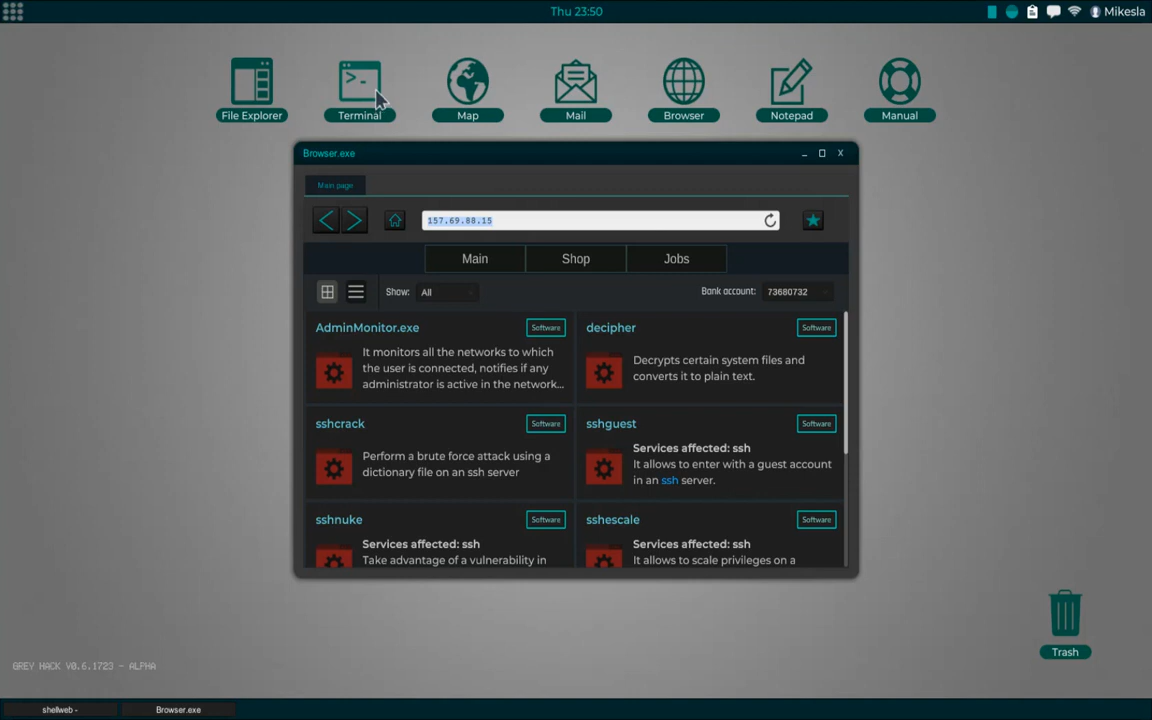 Thu 23:50
Mikesla
File Explorer
Terminal
Map
Mail
Browser
Notepad
Manual
Browser.exe
X
Main page
157.69.88.15
Main
Shop
Jobs
Show:
All
Bank account:
73680732
AdminMonitor.exe
Software
It monitors all the networks to which
the user is connected, notifies if any
administrator is active in the network...
decipher
Software
Decrypts certain system files and
converts it to plain text.
sshcrack
Software
Perform a brute force attack using a
dictionary file on an ssh server
sshguest
Software
Services affected: ssh
It allows to enter with a guest account
in an ssh server.
sshnuke
Software
Services affected: ssh
Take advantage of a vulnerability in
sshescale
Software
Services affected: ssh
It allows to scale privileges on a
Trash
GREY HACK V0.6.1723 - ALPHA
shellweb -
Browser.exe